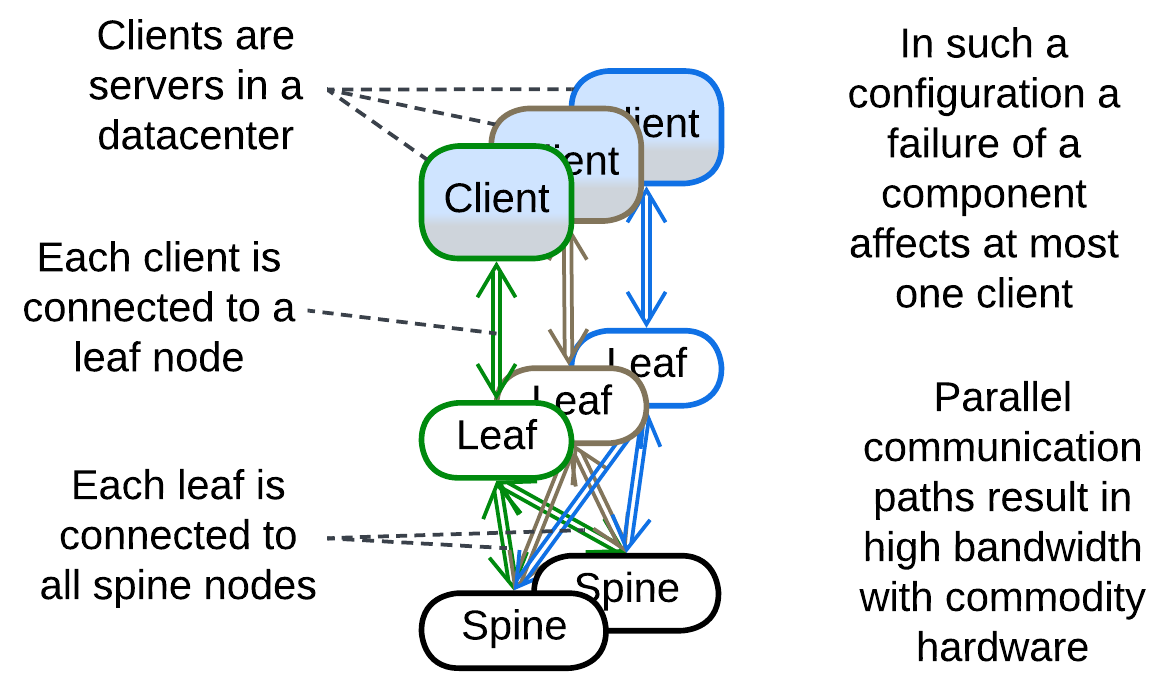 Clients are
servers in a
datacenter
Each client is
connected to a
leaf node
Each leaf is
connected to
all spine nodes
lient
ient
Client
Leaf
Leaf
Leaf
Spine
Spine
In such a
configuration a
failure of a
component
affects at most
one client
Parallel
communication
paths result in
high bandwidth
with commodity
hardware